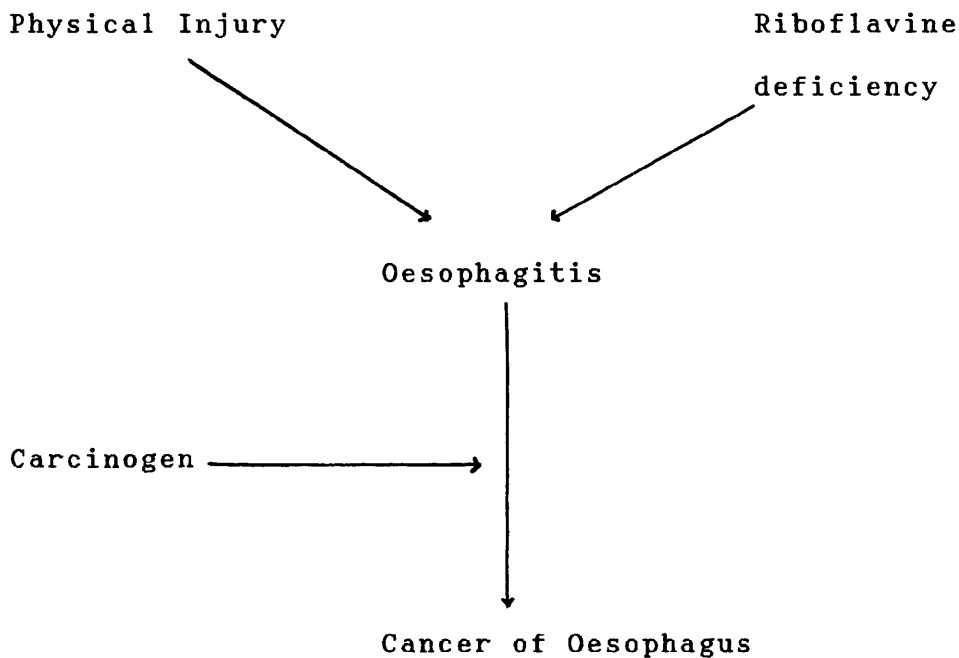 Physical Injury
Riboflavine
deficiency
Oesophagitis
Carcinogen
Cancer of Oesophagus